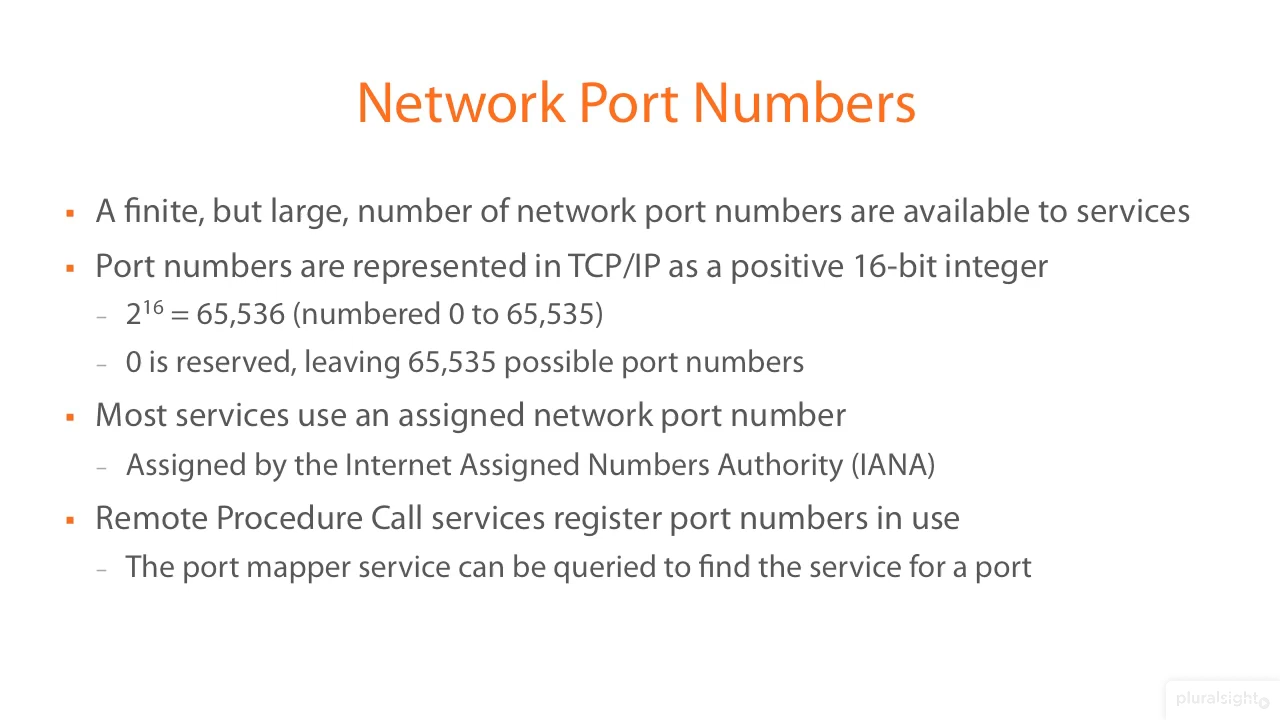 Network Port Numbers
▪ A finite, but large, number of network port numbers are available to services
▪ Port numbers are represented in TCP/IP as a positive 16-bit integer
– 2¹⁶ = 65,536 (numbered 0 to 65,535)
– 0 is reserved, leaving 65,535 possible port numbers
▪ Most services use an assigned network port number
– Assigned by the Internet Assigned Numbers Authority (IANA)
▪ Remote Procedure Call services register port numbers in use
– The port mapper service can be queried to find the service for a port
pluralsight